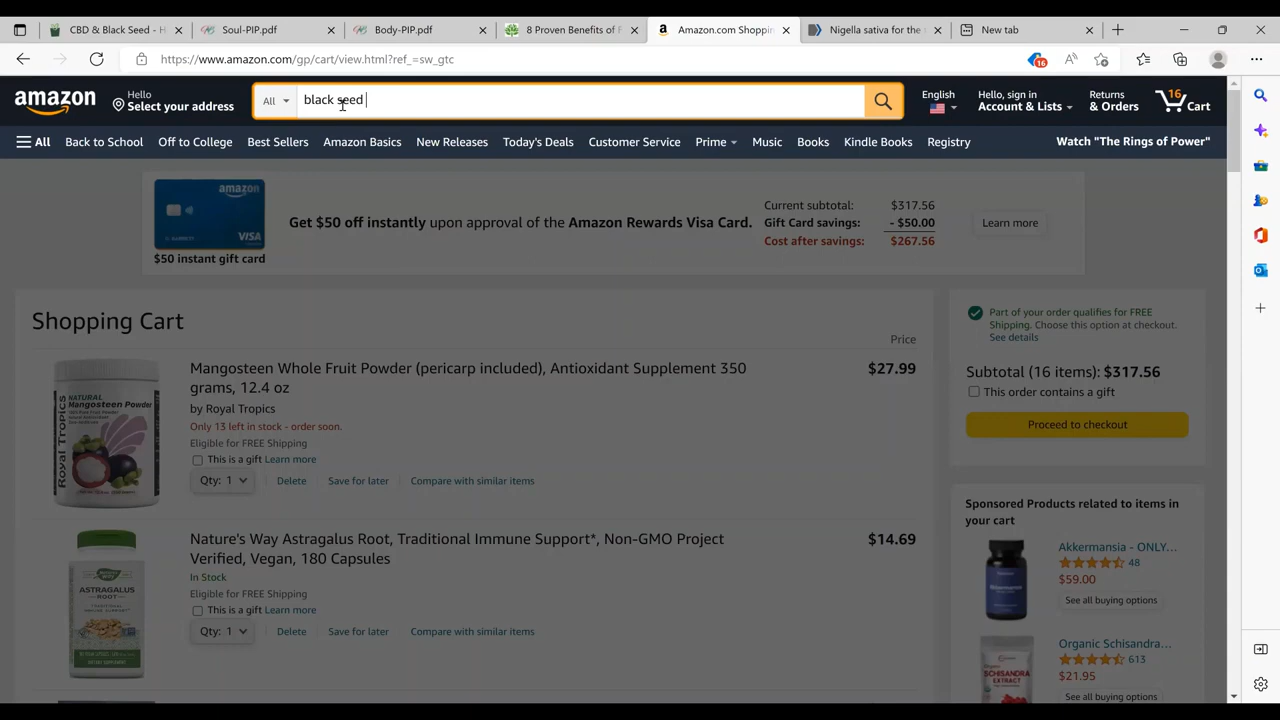 CBD & Black Seed - H
Soul-PIP.pdf
Body-PIP.pdf
8 Proven Benefits of F
Amazon.com Shoppin
Nigella sativa for the
New tab
https://www.amazon.com/gp/cart/view.html?ref_=sw_gtc
16
amazon
Hello
Select your address
All
black seed
English
Hello, sign in
Account & Lists
Returns
& Orders
16
Cart
All
Back to School
Off to College
Best Sellers
Amazon Basics
New Releases
Today's Deals
Customer Service
Prime
Music
Books
Kindle Books
Registry
Watch "The Rings of Power"
amazon
VISA
$50 instant gift card
Get $50 off instantly upon approval of the Amazon Rewards Visa Card.
Current subtotal: $317.56
Gift Card savings: - $50.00
Cost after savings: $267.56
Learn more
Shopping Cart
Price
Royal Tropics
NATURAL
Mangosteen Powder
Mangosteen Whole Fruit Powder (pericarp included), Antioxidant Supplement 350
grams, 12.4 oz
$27.99
by Royal Tropics
Only 13 left in stock - order soon.
Eligible for FREE Shipping
This is a gift Learn more
Qty: 1
Delete
Save for later
Compare with similar items
ASTRAGALUS
ROOT
Nature's Way Astragalus Root, Traditional Immune Support*, Non-GMO Project
Verified, Vegan, 180 Capsules
$14.69
In Stock
Eligible for FREE Shipping
This is a gift Learn more
Qty: 1
Delete
Save for later
Compare with similar items
Part of your order qualifies for FREE
Shipping. Choose this option at checkout.
See details
Subtotal (16 items): $317.56
This order contains a gift
Proceed to checkout
Sponsored Products related to items in
your cart
Akkermansia - ONLY...
48
$59.00
See all buying options
Organic Schisandra...
613
$21.95
See all buying options
SCHISANDRA
EXTRACT